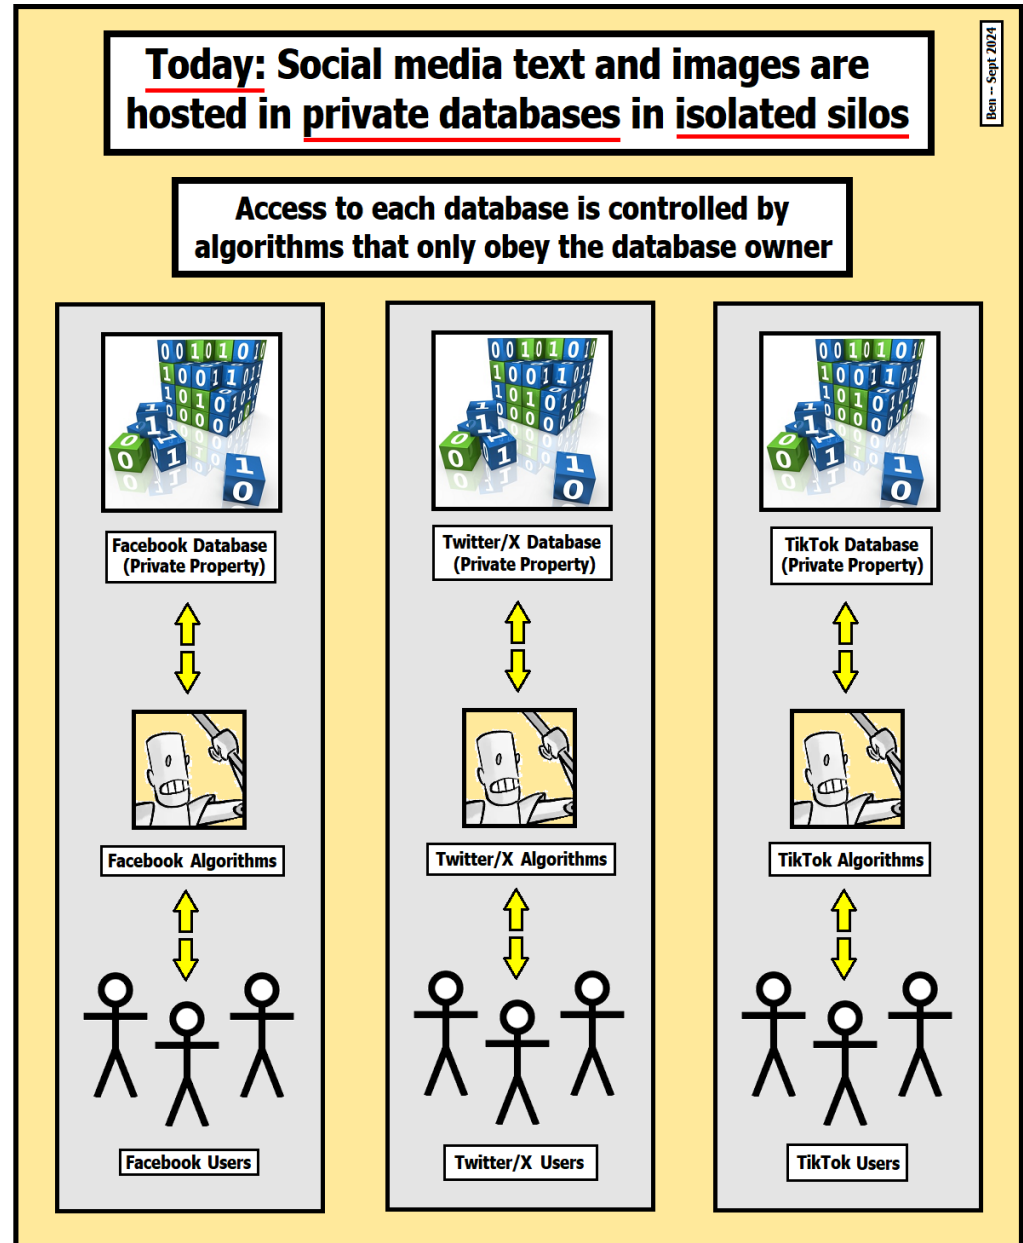 Today: Social media text and images are
hosted in private databases in isolated silos
Ben -- Sept 2024
Access to each database is controlled by
algorithms that only obey the database owner
Facebook Database
(Private Property)
Twitter/X Database
(Private Property)
TikTok Database
(Private Property)
Facebook Algorithms
Twitter/X Algorithms
TikTok Algorithms
Facebook Users
Twitter/X Users
TikTok Users